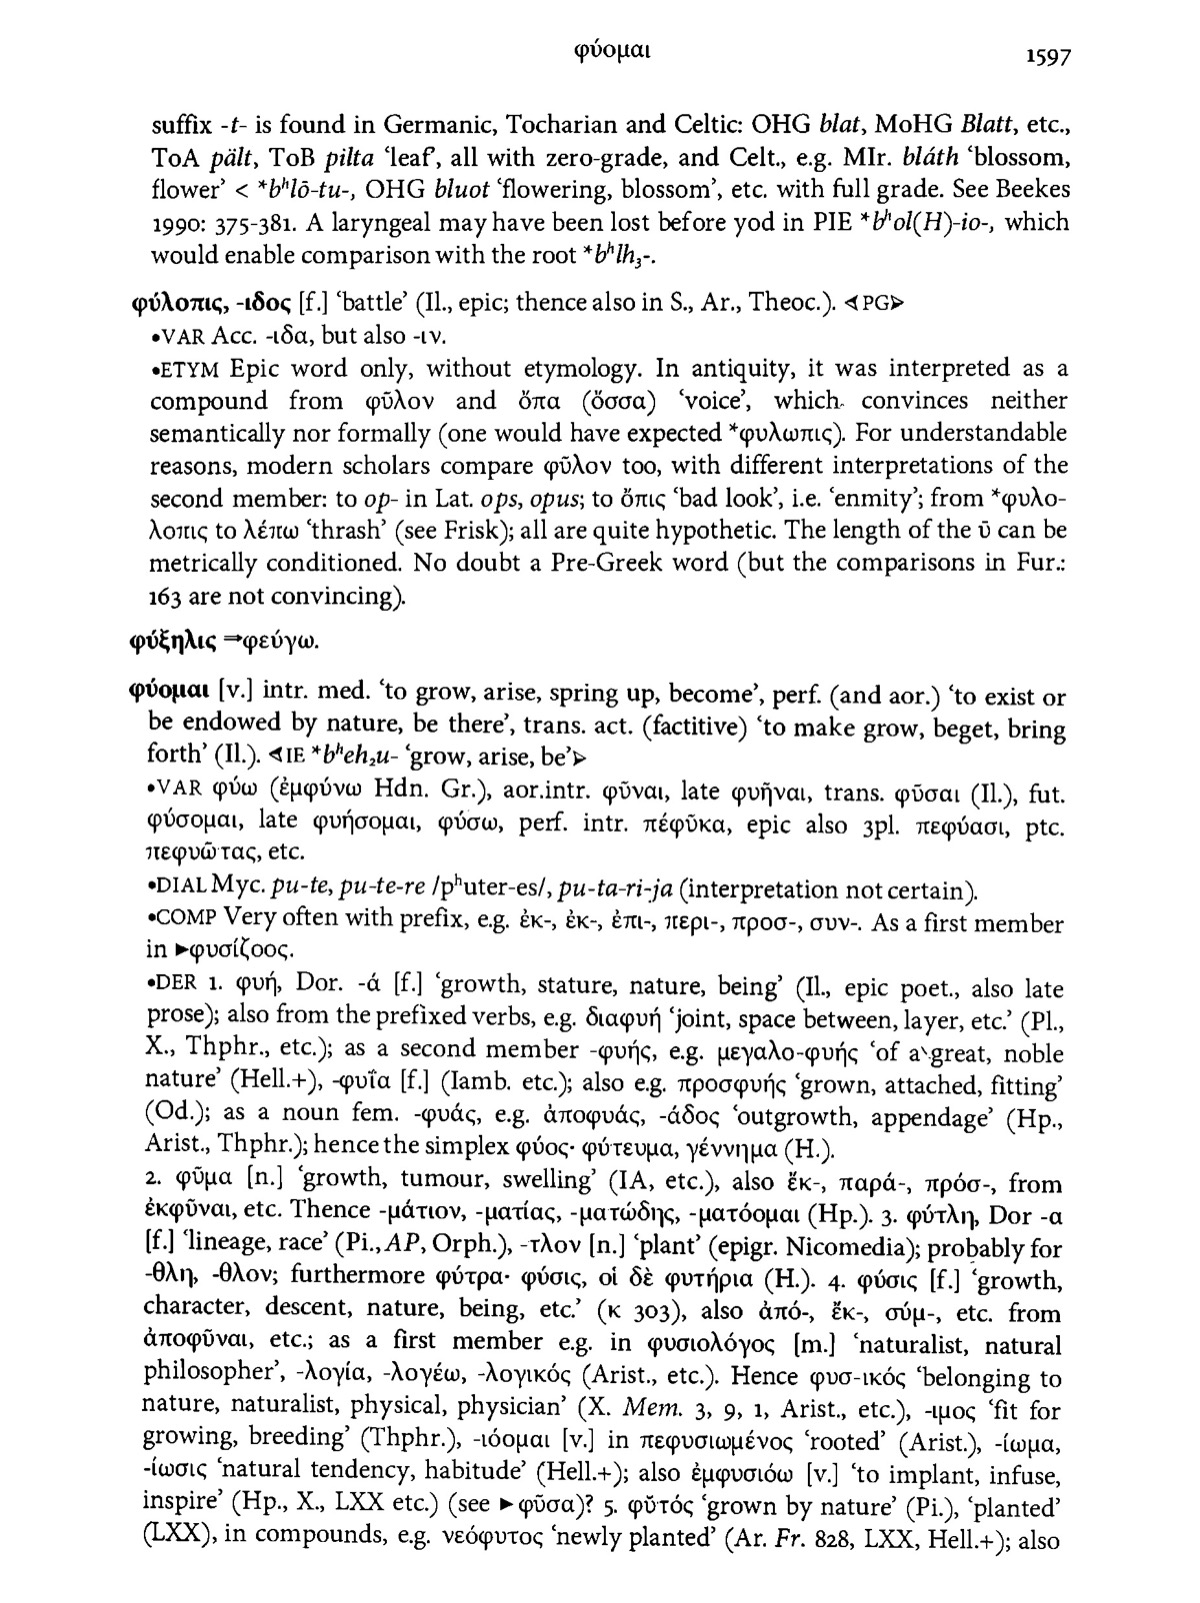 φύομαι 1597
suffix -t- is found in Germanic, Tocharian and Celtic: OHG blat, MoHG Blatt, etc.,
ToA pält, ToB pilta ‘leaf’, all with zero-grade, and Celt., e.g. MIr. bláth ‘blossom,
flower’ < *bʰlō-tu-, OHG bluot ‘flowering, blossom’, etc. with full grade. See Beekes
1990: 375-381. A laryngeal may have been lost before yod in PIE *bʰol(H)-io-, which
would enable comparison with the root *bʰlh₃-.
φύλοπις, -ιδος [f.] ‘battle’ (Il., epic; thence also in S., Ar., Theoc.). ⊲PG⊳
•VAR Acc. -ιδα, but also -ιν.
•ETYM Epic word only, without etymology. In antiquity, it was interpreted as a
compound from φῦλον and ὄπα (ὄσσα) ‘voice’, which convinces neither
semantically nor formally (one would have expected *φυλωπις). For understandable
reasons, modern scholars compare φῦλον too, with different interpretations of the
second member: to op- in Lat. ops, opus; to ὄπις ‘bad look’, i.e. ‘enmity’; from *φυλο-
λοπις to λέπω ‘thrash’ (see Frisk); all are quite hypothetic. The length of the ῡ can be
metrically conditioned. No doubt a Pre-Greek word (but the comparisons in Fur.:
163 are not convincing).
φύξηλις ⇒φεύγω.
φύομαι [v.] intr. med. ‘to grow, arise, spring up, become’, perf. (and aor.) ‘to exist or
be endowed by nature, be there’, trans. act. (factitive) ‘to make grow, beget, bring
forth’ (Il.). ⊲IE *bʰeh₂u- ‘grow, arise, be’⊳
•VAR φύω (ἐμφύνω Hdn. Gr.), aor.intr. φῦναι, late φυῆναι, trans. φῦσαι (Il.), fut.
φύσομαι, late φυήσομαι, φύσω, perf. intr. πέφῡκα, epic also 3pl. πεφύασι, ptc.
πεφυῶτας, etc.
•DIAL Myc. pu-te, pu-te-re /pʰuter-es/, pu-ta-ri-ja (interpretation not certain).
•COMP Very often with prefix, e.g. ἐκ-, ἐκ-, ἐπι-, περι-, προσ-, συν-. As a first member
in ►φυσίζοος.
•DER 1. φυή, Dor. -ά [f.] ‘growth, stature, nature, being’ (Il., epic poet., also late
prose); also from the prefixed verbs, e.g. διαφυή ‘joint, space between, layer, etc.’ (Pl.,
X., Thphr., etc.); as a second member -φυής, e.g. μεγαλο-φυής ‘of a great, noble
nature’ (Hell.+), -φυΐα [f.] (Iamb. etc.); also e.g. προσφυής ‘grown, attached, fitting’
(Od.); as a noun fem. -φυάς, e.g. ἀποφυάς, -άδος ‘outgrowth, appendage’ (Hp.,
Arist., Thphr.); hence the simplex φύος· φύτευμα, γέννημα (H.).
2. φῦμα [n.] ‘growth, tumour, swelling’ (IA, etc.), also ἔκ-, παρά-, πρόσ-, from
ἐκφῦναι, etc. Thence -μάτιον, -ματίας, -ματώδης, -ματόομαι (Hp.). 3. φύτλη, Dor -α
[f.] ‘lineage, race’ (Pi., AP, Orph.), -τλον [n.] ‘plant’ (epigr. Nicomedia); probably for
-θλη, -θλον; furthermore φύτρα· φύσις, οἱ δὲ φυτήρια (H.). 4. φύσις [f.] ‘growth,
character, descent, nature, being, etc.’ (κ 303), also ἀπό-, ἔκ-, σύμ-, etc. from
ἀποφῦναι, etc.; as a first member e.g. in φυσιολόγος [m.] ‘naturalist, natural
philosopher’, -λογία, -λογέω, -λογικός (Arist., etc.). Hence φυσ-ικός ‘belonging to
nature, naturalist, physical, physician’ (X. Mem. 3, 9, 1, Arist., etc.), -ιμος ‘fit for
growing, breeding’ (Thphr.), -ιόομαι [v.] in πεφυσιωμένος ‘rooted’ (Arist.), -ίωμα,
-ίωσις ‘natural tendency, habitude’ (Hell.+); also ἐμφυσιόω [v.] ‘to implant, infuse,
inspire’ (Hp., X., LXX etc.) (see ►φῦσα)? 5. φῠτός ‘grown by nature’ (Pi.), ‘planted’
(LXX), in compounds, e.g. νεόφυτος ‘newly planted’ (Ar. Fr. 828, LXX, Hell.+); also